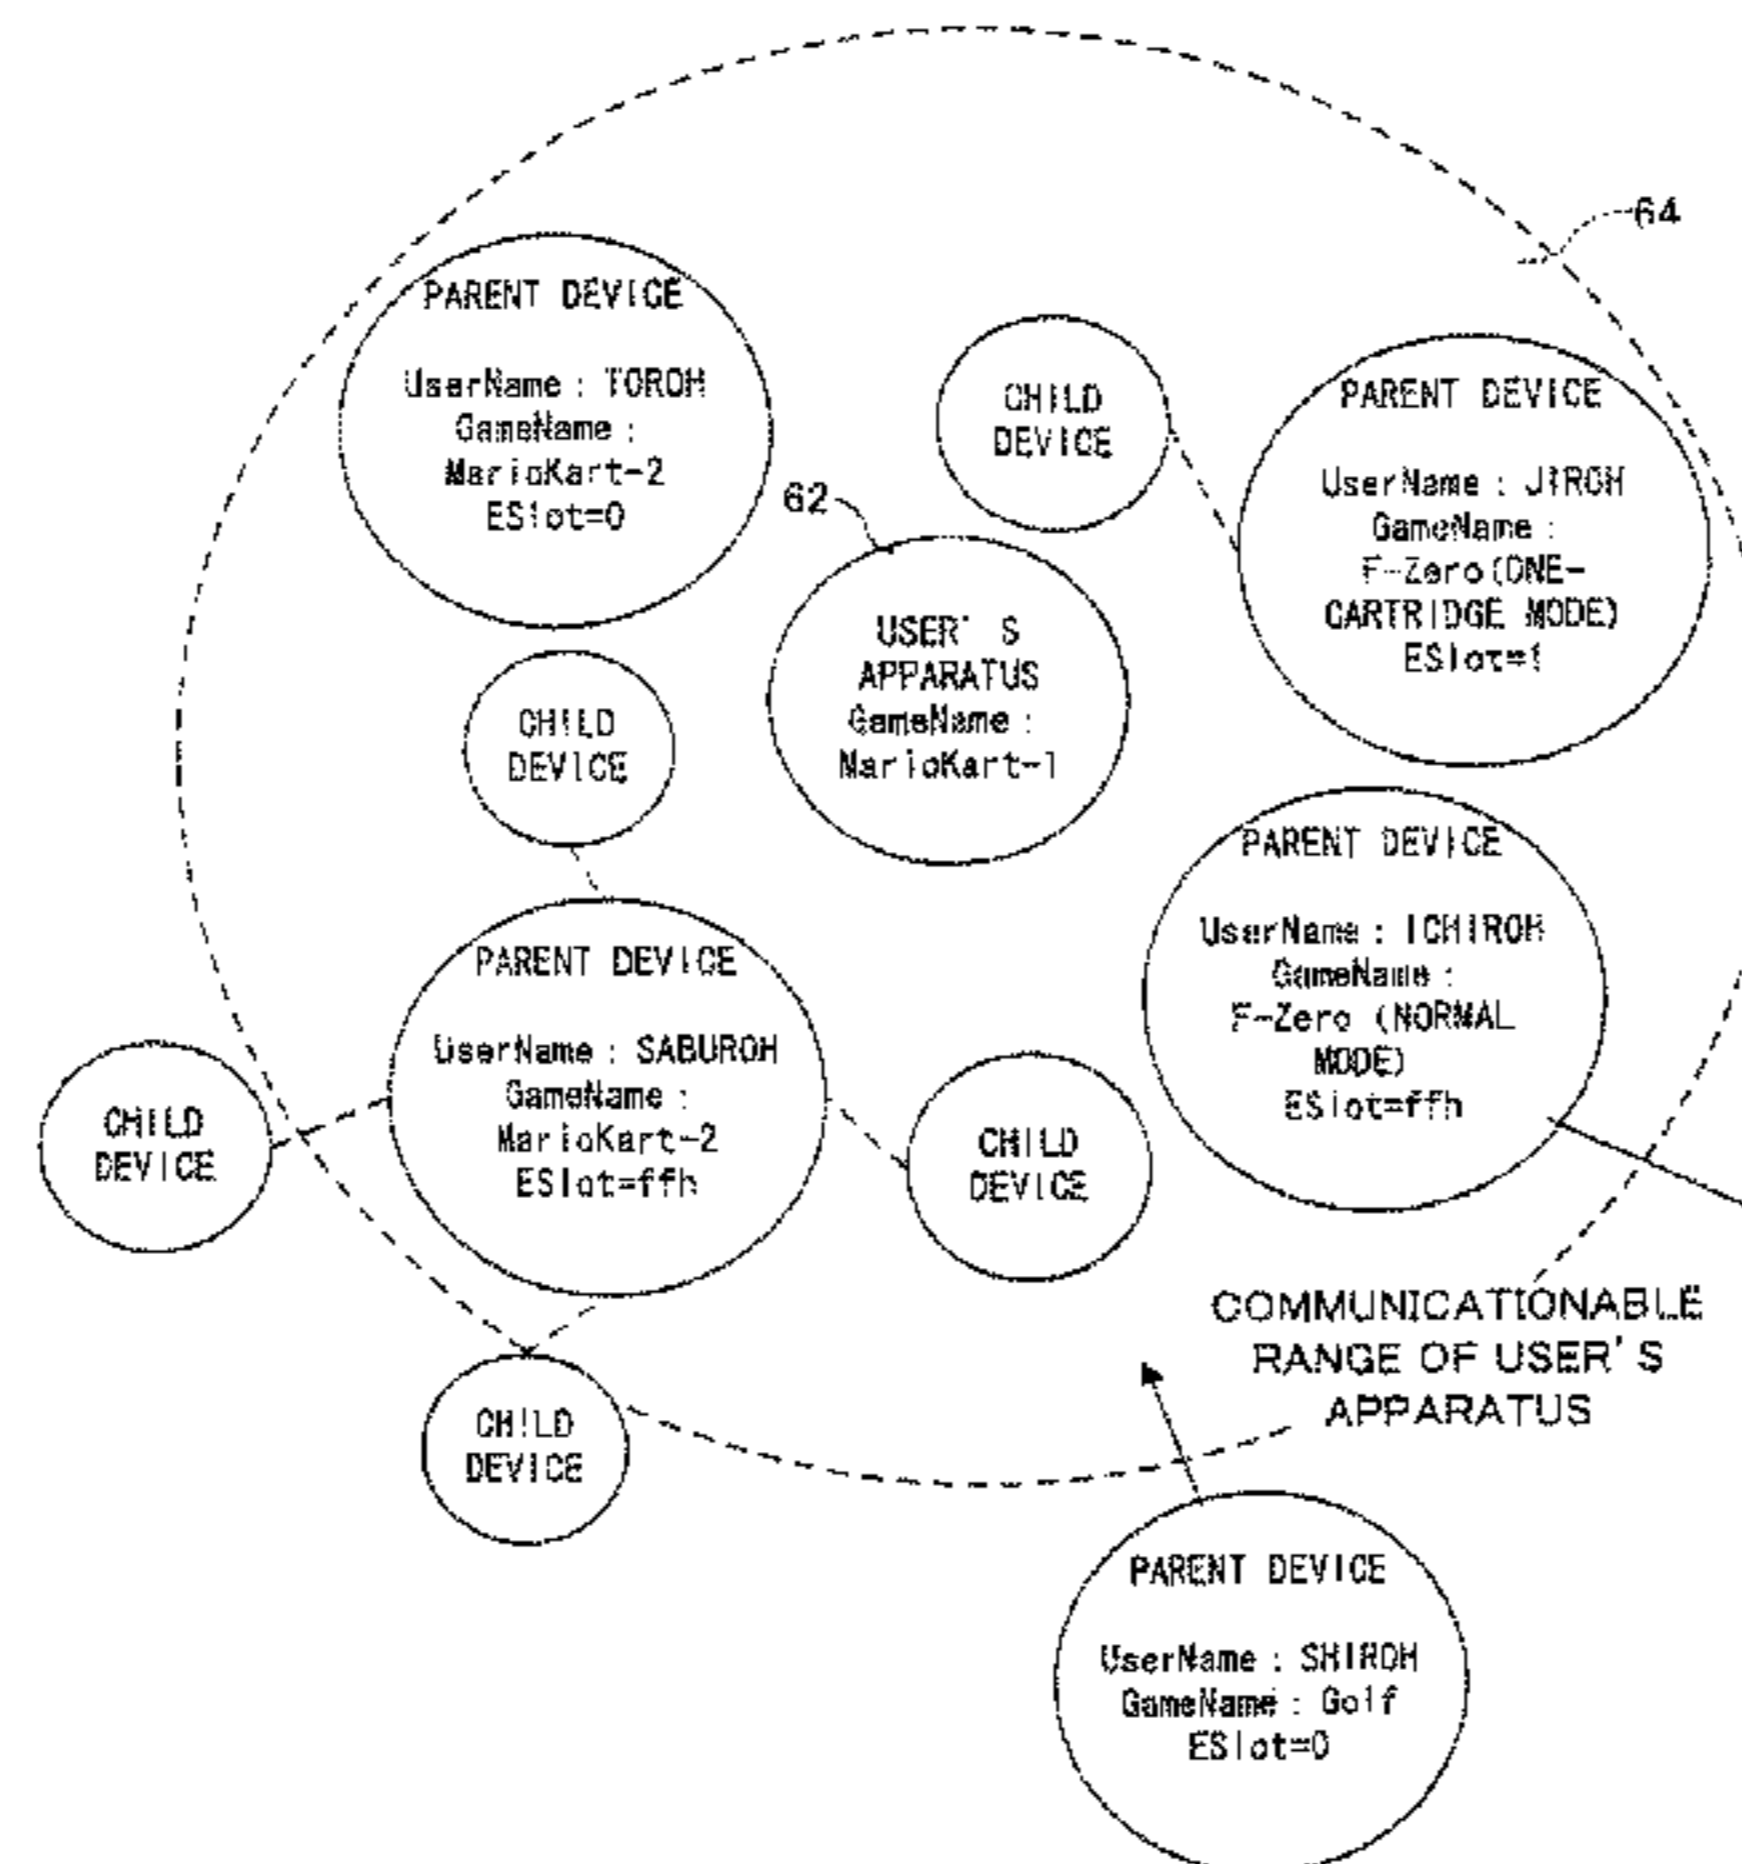 64
PARENT DEVICE
UserName : TOROH
GameName :
MarioKart-2
ESlot=0
CHILD
DEVICE
PARENT DEVICE
UserName : JIROH
GameName :
F-Zero(ONE-
CARTRIDGE MODE)
ESlot=1
62
USER'S
APPARATUS
GameName :
MarioKart-1
CHILD
DEVICE
PARENT DEVICE
UserName : ICHIROH
GameName :
F-Zero (NORMAL
MODE)
ESlot=ffh
PARENT DEVICE
UserName : SABUROH
GameName :
MarioKart-2
ESlot=ffh
CHILD
DEVICE
CHILD
DEVICE
COMMUNICATIONABLE
RANGE OF USER'S
APPARATUS
CHILD
DEVICE
PARENT DEVICE
UserName : SHIROH
GameName : Golf
ESlot=0